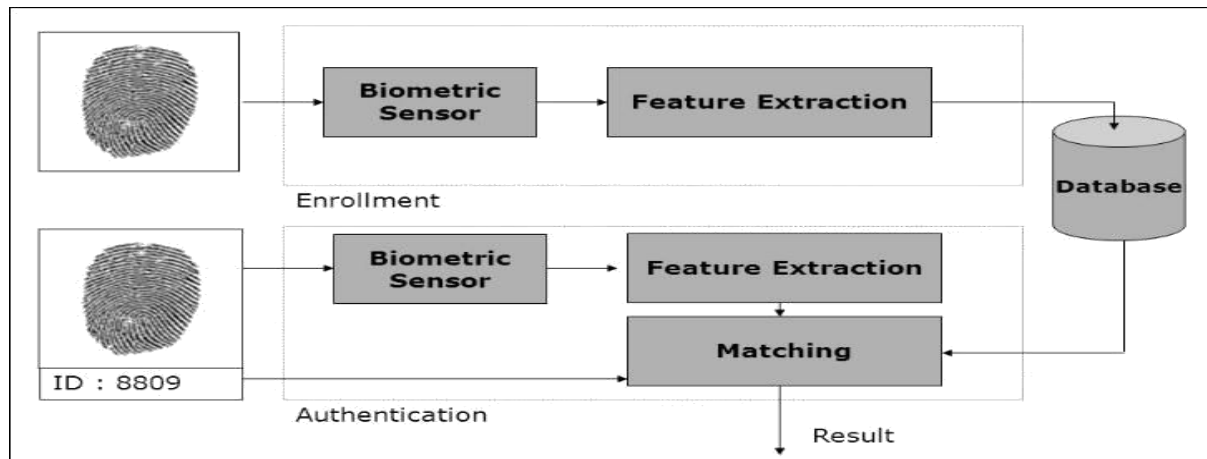 Biometric
Sensor
Feature Extraction
Enrollment
Database
Biometric
Sensor
Feature Extraction
Matching
ID : 8809
Authentication
Result